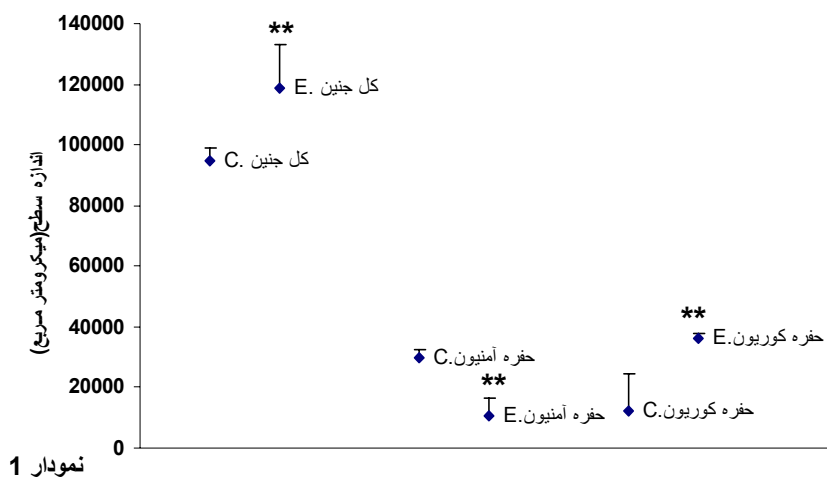 140000
120000
100000
80000
60000
40000
20000
0
اندازه سطح(میکرومتر مربع)
**
E. کل جنین
C. کل جنین
**
E.حفره کوریون
C.حفره آمنیون
**
E.حفره آمنیون
C.حفره کوریون
نمودار 1